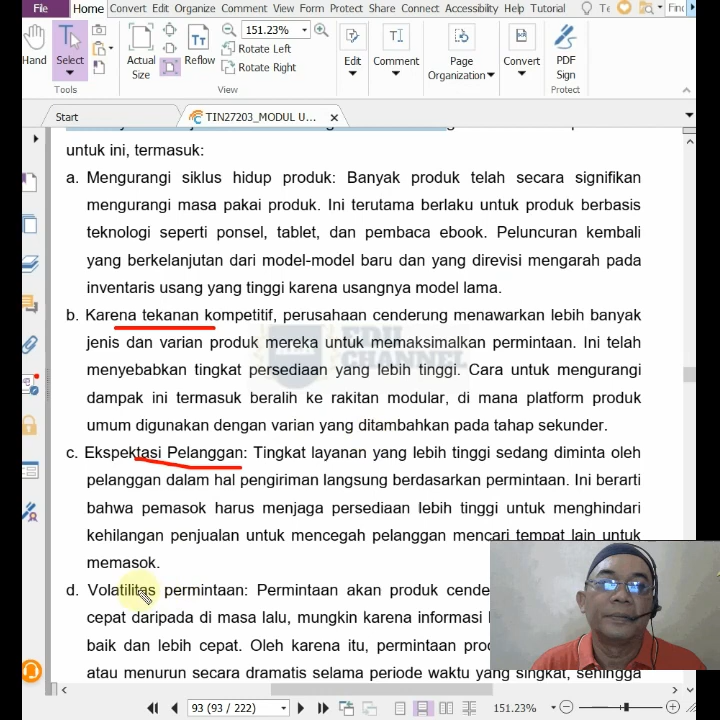 File Home Convert Edit Organize Comment View Form Protect Share Connect Accessibility Help Tutorial
Hand Select Actual Size Reflow 151.23% Rotate Left Rotate Right Edit Comment Page Organization Convert PDF Sign
Tools View Protect
Start TIN27203_MODUL U...
untuk ini, termasuk:
a. Mengurangi siklus hidup produk: Banyak produk telah secara signifikan
mengurangi masa pakai produk. Ini terutama berlaku untuk produk berbasis
teknologi seperti ponsel, tablet, dan pembaca ebook. Peluncuran kembali
yang berkelanjutan dari model-model baru dan yang direvisi mengarah pada
inventaris usang yang tinggi karena usangnya model lama.
b. Karena tekanan kompetitif, perusahaan cenderung menawarkan lebih banyak
jenis dan varian produk mereka untuk memaksimalkan permintaan. Ini telah
menyebabkan tingkat persediaan yang lebih tinggi. Cara untuk mengurangi
dampak ini termasuk beralih ke rakitan modular, di mana platform produk
umum digunakan dengan varian yang ditambahkan pada tahap sekunder.
c. Ekspektasi Pelanggan: Tingkat layanan yang lebih tinggi sedang diminta oleh
pelanggan dalam hal pengiriman langsung berdasarkan permintaan. Ini berarti
bahwa pemasok harus menjaga persediaan lebih tinggi untuk menghindari
kehilangan penjualan untuk mencegah pelanggan mencari tempat lain untuk
memasok.
d. Volatilitas permintaan: Permintaan akan produk
cepat daripada di masa lalu, mungkin karena informasi
baik dan lebih cepat. Oleh karena itu, permintaan
atau menurun secara dramatis selama periode waktu yang singkat, sehingga
93 (93 / 222) 151.23%